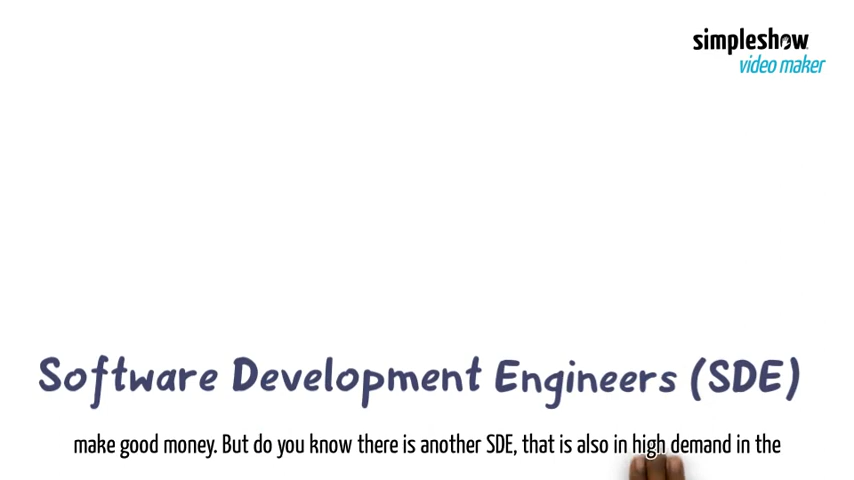 simpleshow
video maker
Software Development Engineers (SDE)
make good money. But do you know there is another SDE, that is also in high demand in the